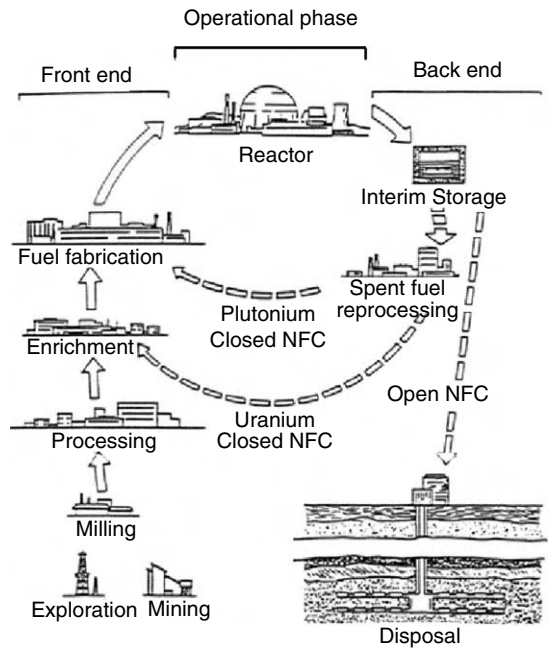 Operational phase
Front end
Back end
Reactor
Interim Storage
Fuel fabrication
Spent fuel
reprocessing
Plutonium
Closed NFC
Enrichment
Open NFC
Uranium
Closed NFC
Processing
Milling
Exploration
Mining
Disposal